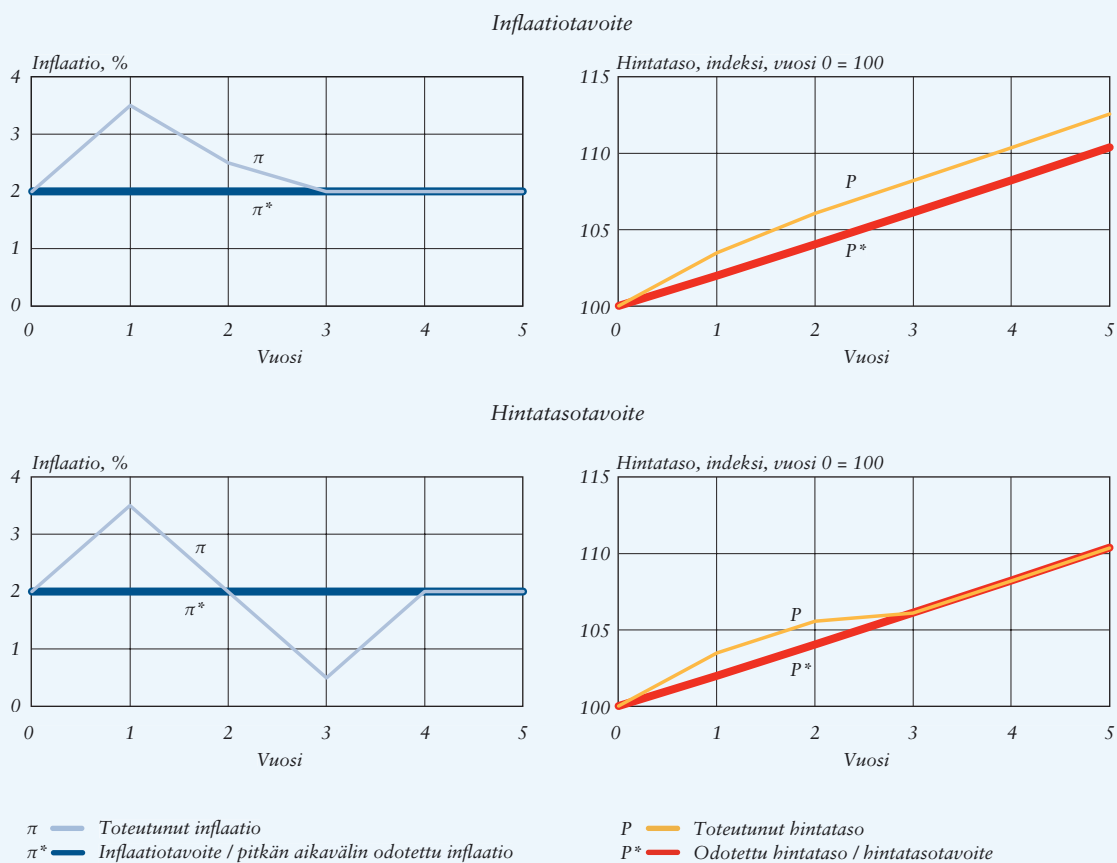 Inflaatiotavoite
Inflaatio, %
4
3
2
1
0
π
π*
0 1 2 3 4 5
Vuosi
Hintataso, indeksi, vuosi 0 = 100
115
110
105
100
P
P*
0 1 2 3 4 5
Vuosi
Hintatasotavoite
Inflaatio, %
4
3
2
1
0
π
π*
0 1 2 3 4 5
Vuosi
Hintataso, indeksi, vuosi 0 = 100
115
110
105
100
P
P*
0 1 2 3 4 5
Vuosi
π Toteutunut inflaatio
π* Inflaatiotavoite / pitkän aikavälin odotettu inflaatio
P Toteutunut hintataso
P* Odotettu hintataso / hintatasotavoite